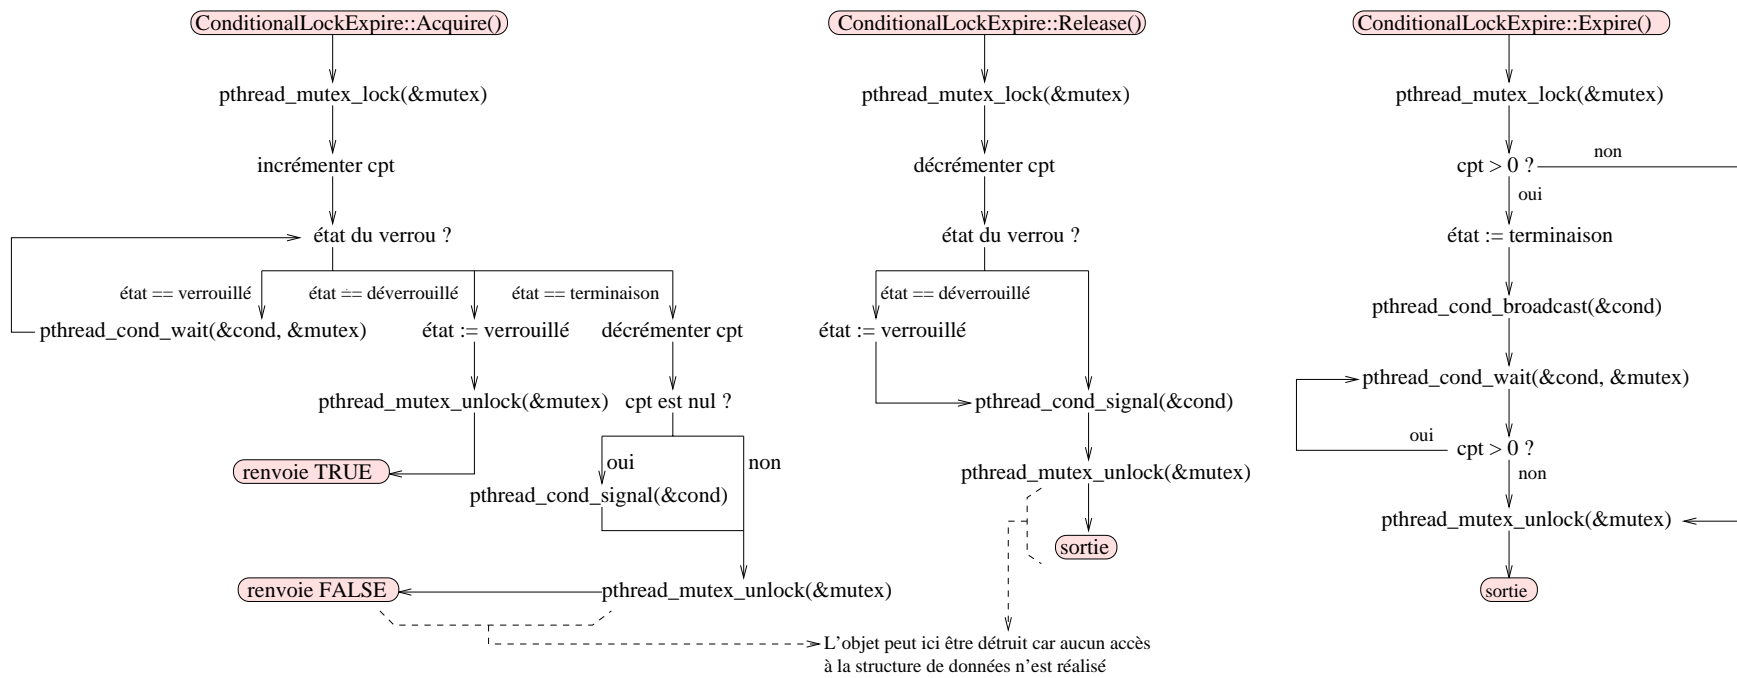 ConditionalLockExpire::Acquire()
pthread_mutex_lock(&mutex)
incrémenter cpt
état du verrou ?
état == verrouillé
état == déverrouillé
état == terminaison
pthread_cond_wait(&cond, &mutex)
état := verrouillé
décrémenter cpt
pthread_mutex_unlock(&mutex)
cpt est nul ?
renvoie TRUE
oui
non
pthread_cond_signal(&cond)
renvoie FALSE
pthread_mutex_unlock(&mutex)
ConditionalLockExpire::Release()
pthread_mutex_lock(&mutex)
décrémenter cpt
état du verrou ?
état == déverrouillé
état := verrouillé
pthread_cond_signal(&cond)
pthread_mutex_unlock(&mutex)
sortie
L'objet peut ici être détruit car aucun accès
à la structure de données n'est réalisé
ConditionalLockExpire::Expire()
pthread_mutex_lock(&mutex)
cpt > 0 ?
non
oui
état := terminaison
pthread_cond_broadcast(&cond)
pthread_cond_wait(&cond, &mutex)
oui
cpt > 0 ?
non
pthread_mutex_unlock(&mutex)
sortie